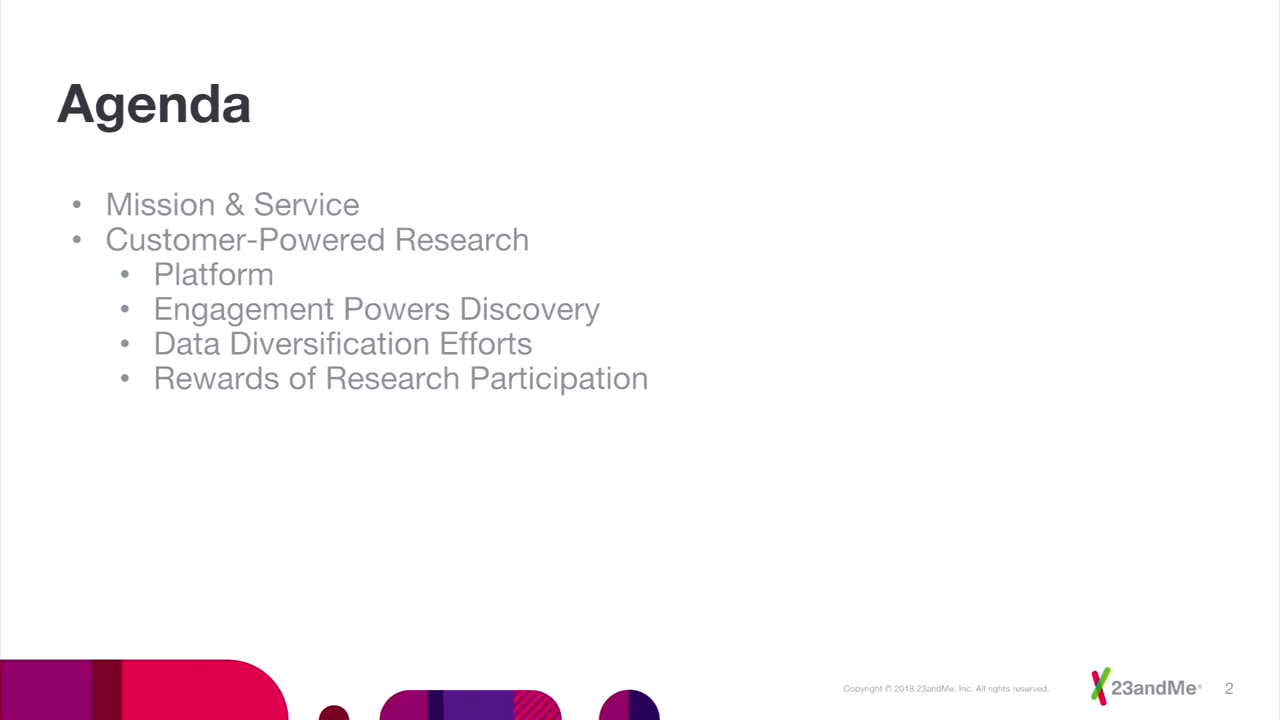 Agenda
• Mission & Service
• Customer-Powered Research
• Platform
• Engagement Powers Discovery
• Data Diversification Efforts
• Rewards of Research Participation
Copyright © 2018 23andMe, Inc. All rights reserved.
23andMe®
2